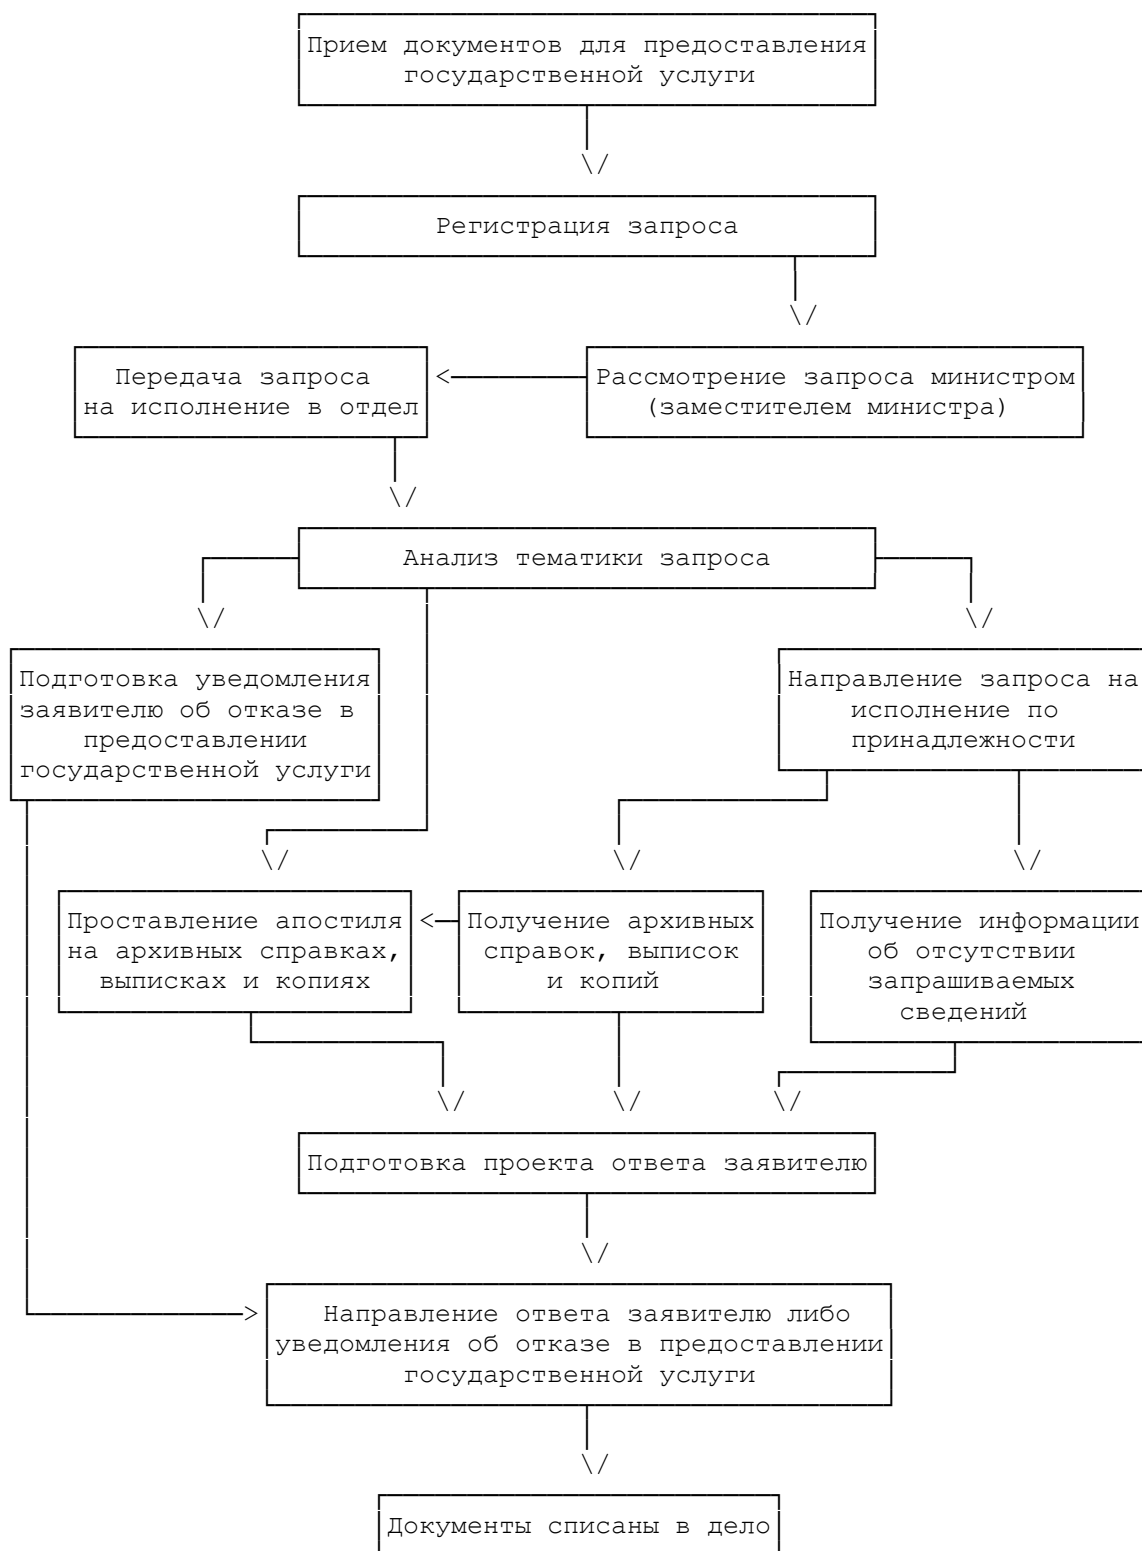 Прием документов для предоставления
государственной услуги
Регистрация запроса
Передача запроса
на исполнение в отдел
Рассмотрение запроса министром
(заместителем министра)
Анализ тематики запроса
Подготовка уведомления
заявителю об отказе в
предоставлении
государственной услуги
Направление запроса на
исполнение по
принадлежности
Проставление апостиля
на архивных справках,
выписках и копиях
Получение архивных
справок, выписок
и копий
Получение информации
об отсутствии
запрашиваемых
сведений
Подготовка проекта ответа заявителю
Направление ответа заявителю либо
уведомления об отказе в предоставлении
государственной услуги
Документы списаны в дело